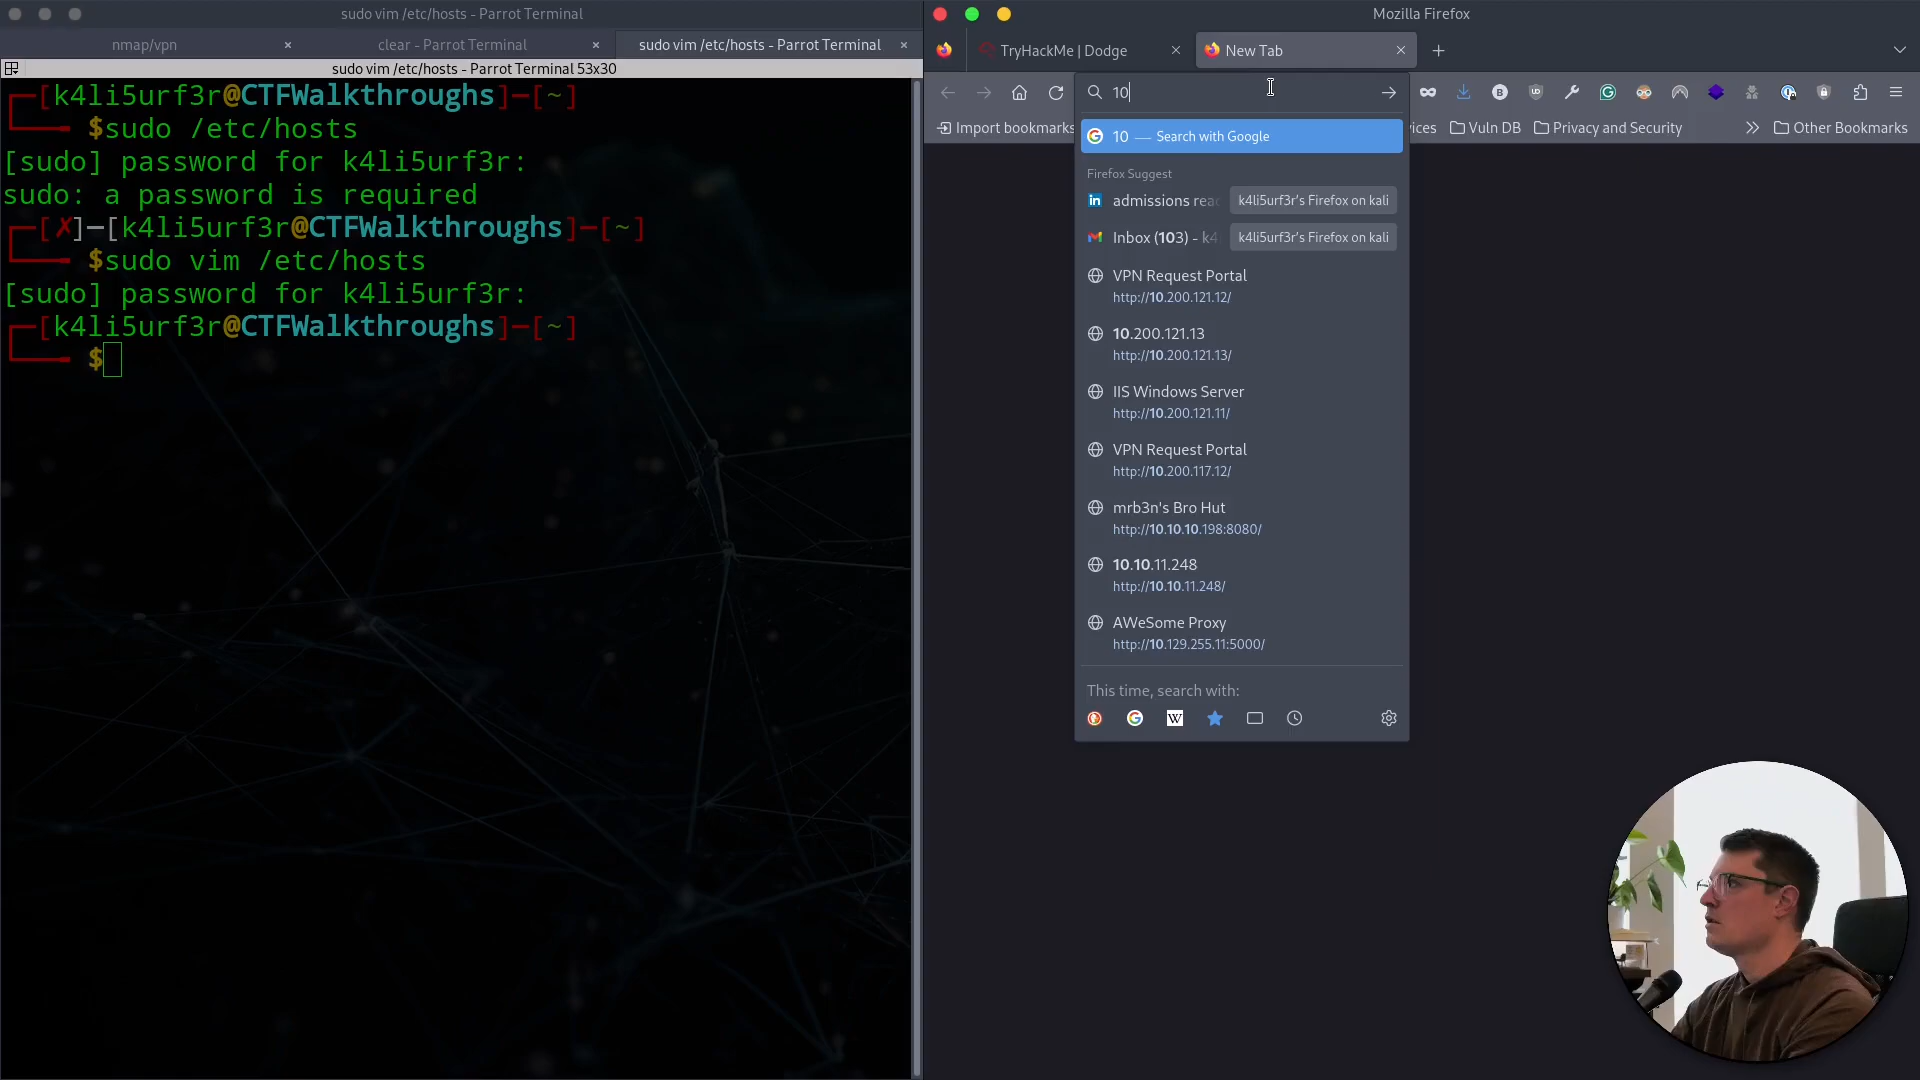 sudo vim /etc/hosts - Parrot Terminal
nmap/vpn
clear - Parrot Terminal
sudo vim /etc/hosts - Parrot Terminal
sudo vim /etc/hosts - Parrot Terminal 53x30
┌─[k4li5urf3r@CTFWalkthroughs]─[~]
└──╼ $sudo /etc/hosts
[sudo] password for k4li5urf3r:
sudo: a password is required
┌─[✗]─[k4li5urf3r@CTFWalkthroughs]─[~]
└──╼ $sudo vim /etc/hosts
[sudo] password for k4li5urf3r:
┌─[k4li5urf3r@CTFWalkthroughs]─[~]
└──╼ $
Mozilla Firefox
TryHackMe | Dodge
New Tab
10
Import bookmarks
ices
Vuln DB
Privacy and Security
Other Bookmarks
10 — Search with Google
Firefox Suggest
admissions rea
k4li5urf3r's Firefox on kali
Inbox (103) - k4
k4li5urf3r's Firefox on kali
VPN Request Portal
http://10.200.121.12/
10.200.121.13
http://10.200.121.13/
IIS Windows Server
http://10.200.121.11/
VPN Request Portal
http://10.200.117.12/
mrb3n's Bro Hut
http://10.10.10.198:8080/
10.10.11.248
http://10.10.11.248/
AWeSome Proxy
http://10.129.255.11:5000/
This time, search with: